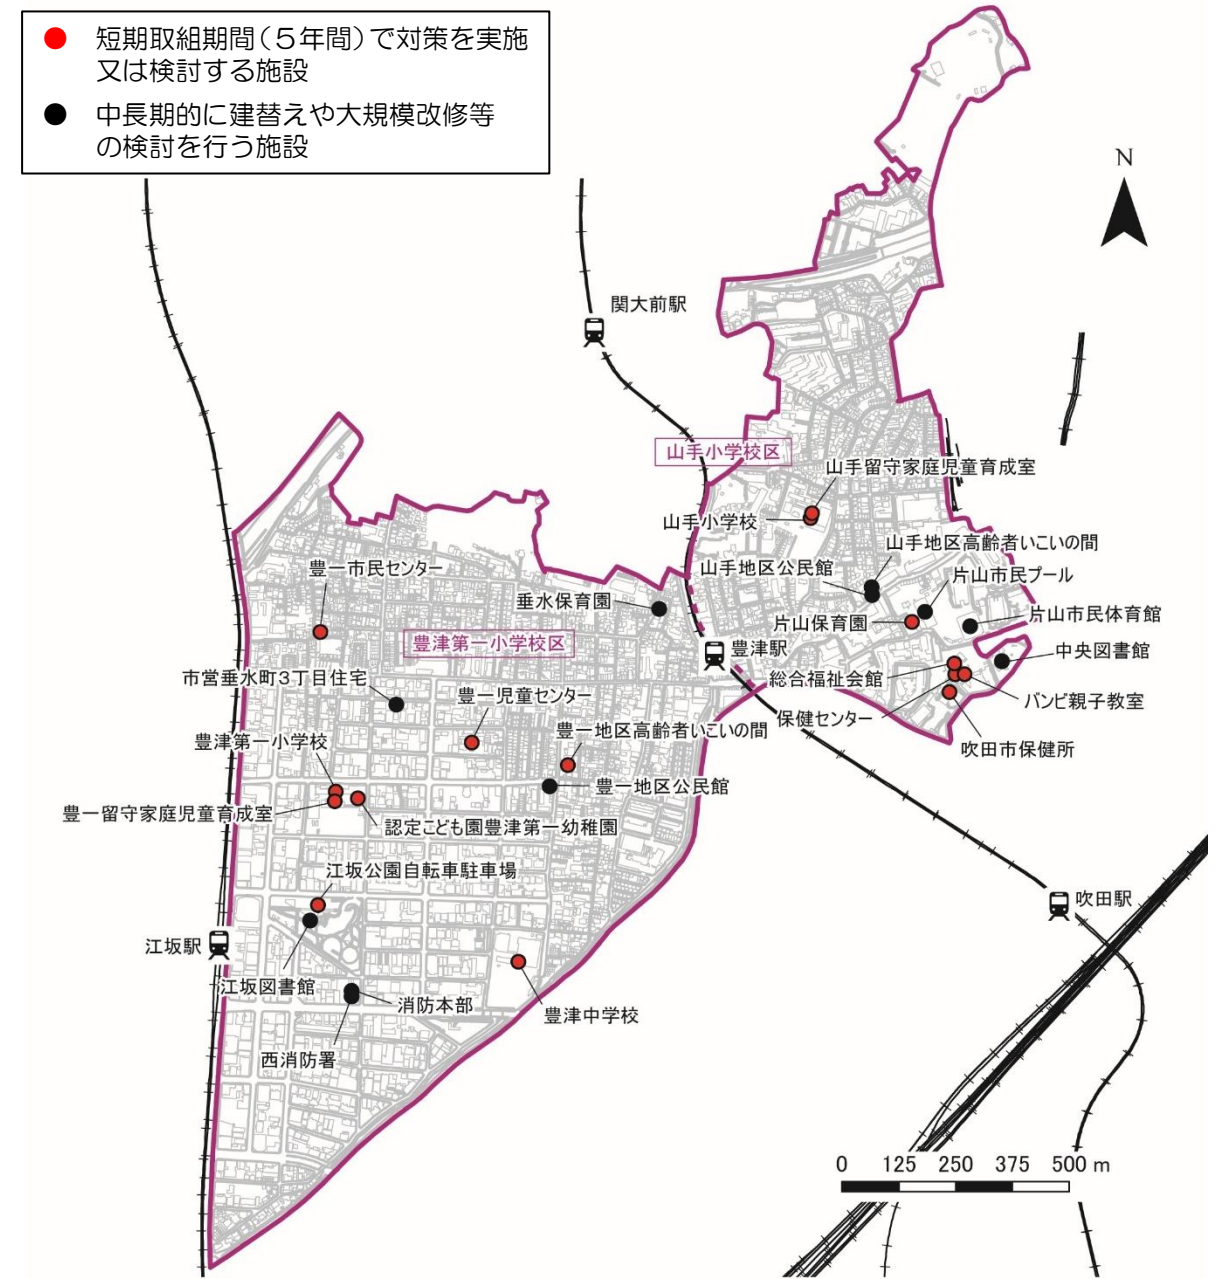 短期取組期間（５年間）で対策を実施
又は検討する施設
中長期的に建替えや大規模改修等
の検討を行う施設
N
関大前駅
山手小学校区
山手留守家庭児童育成室
山手小学校
山手地区高齢者いこいの間
山手地区公民館
片山市民プール
豊一市民センター
垂水保育園
片山保育園
片山市民体育館
豊津第一小学校区
豊津駅
中央図書館
市営垂水町３丁目住宅
総合福祉会館
豊一児童センター
バンビ親子教室
保健センター
豊津第一小学校
豊一地区高齢者いこいの間
吹田市保健所
豊一地区公民館
豊一留守家庭児童育成室
認定こども園豊津第一幼稚園
江坂公園自転車駐車場
吹田駅
江坂駅
江坂図書館
消防本部
豊津中学校
西消防署
0 125 250 375 500 m